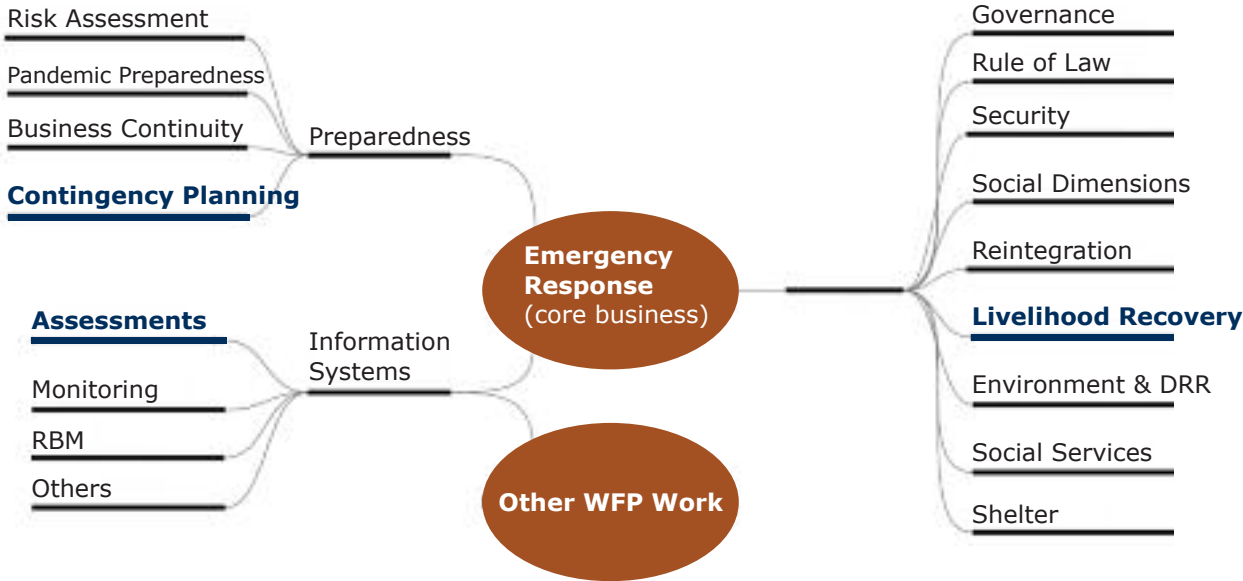 Risk Assessment
Pandemic Preparedness
Business Continuity
Contingency Planning
Preparedness
Assessments
Monitoring
RBM
Others
Information
Systems
Emergency
Response
(core business)
Other WFP Work
Governance
Rule of Law
Security
Social Dimensions
Reintegration
Livelihood Recovery
Environment & DRR
Social Services
Shelter